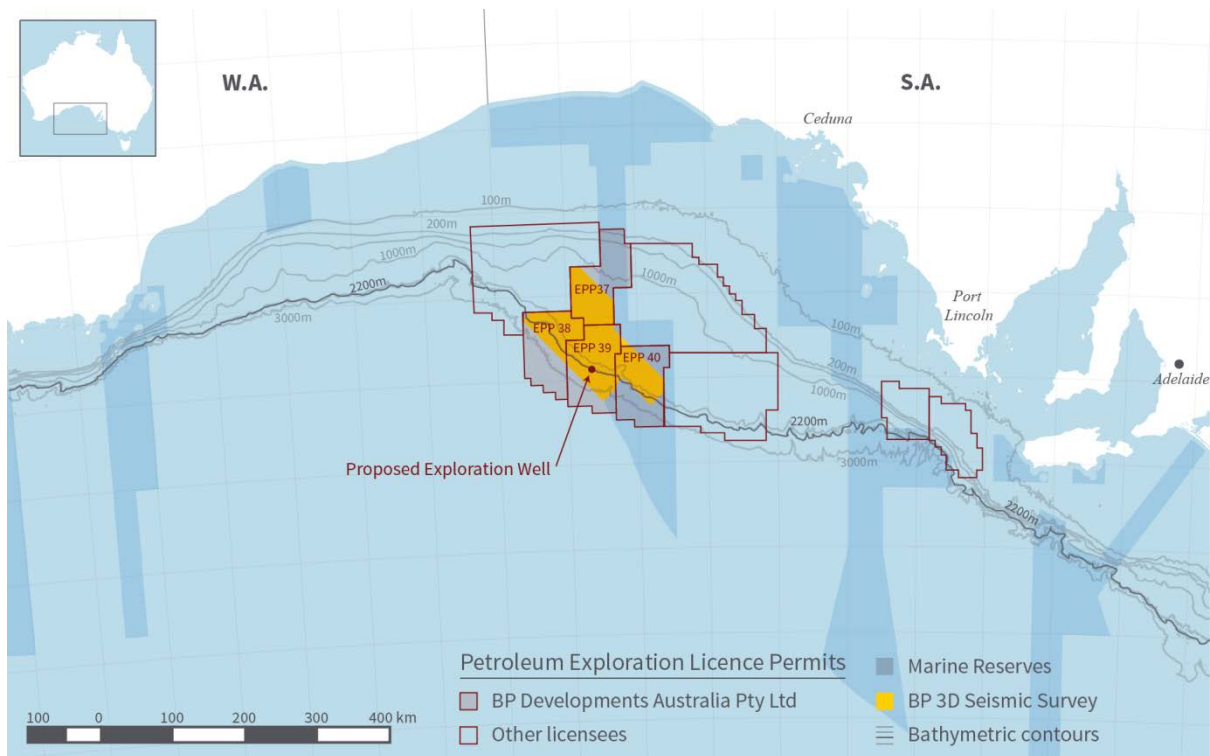 W.A.
S.A.
Ceduna
100m
200m
1000m
2200m
3000m
EPP37
1000m
EPP 38
EPP 39
EPP 40
Port
Lincoln
100m
200m
1000m
Adelaide
2200m
3000m
Proposed Exploration Well
2200m
Petroleum Exploration Licence Permits
BP Developments Australia Pty Ltd
Other licensees
Marine Reserves
BP 3D Seismic Survey
Bathymetric contours
100 0 100 200 300 400 km